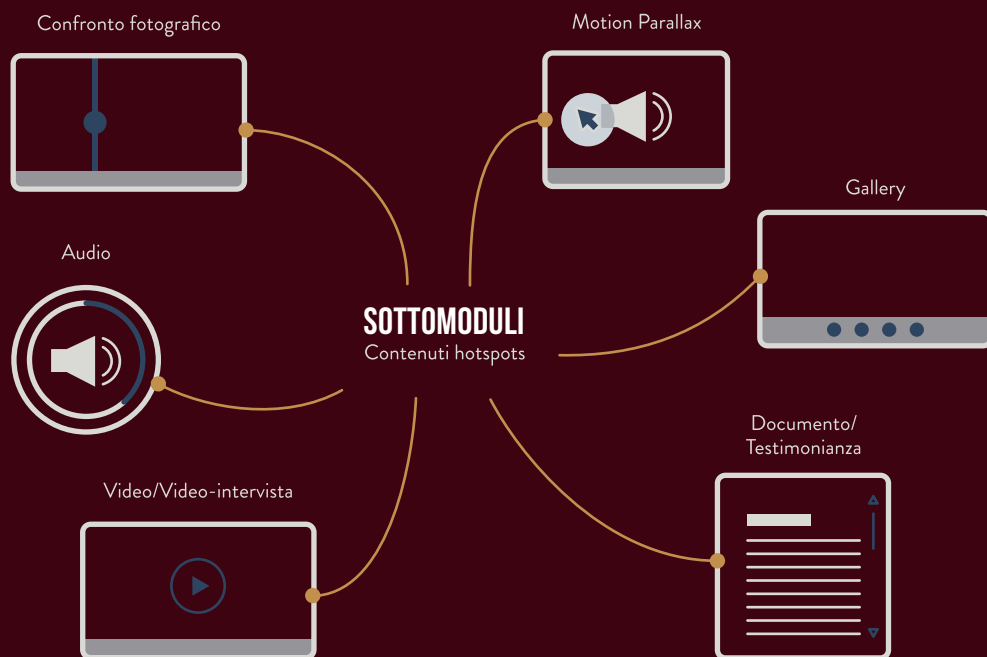 Confronto fotografico
Motion Parallax
Gallery
Audio
SOTTOMODULI
Contenuti hotspots
Documento/
Testimonianza
Video/Video-intervista